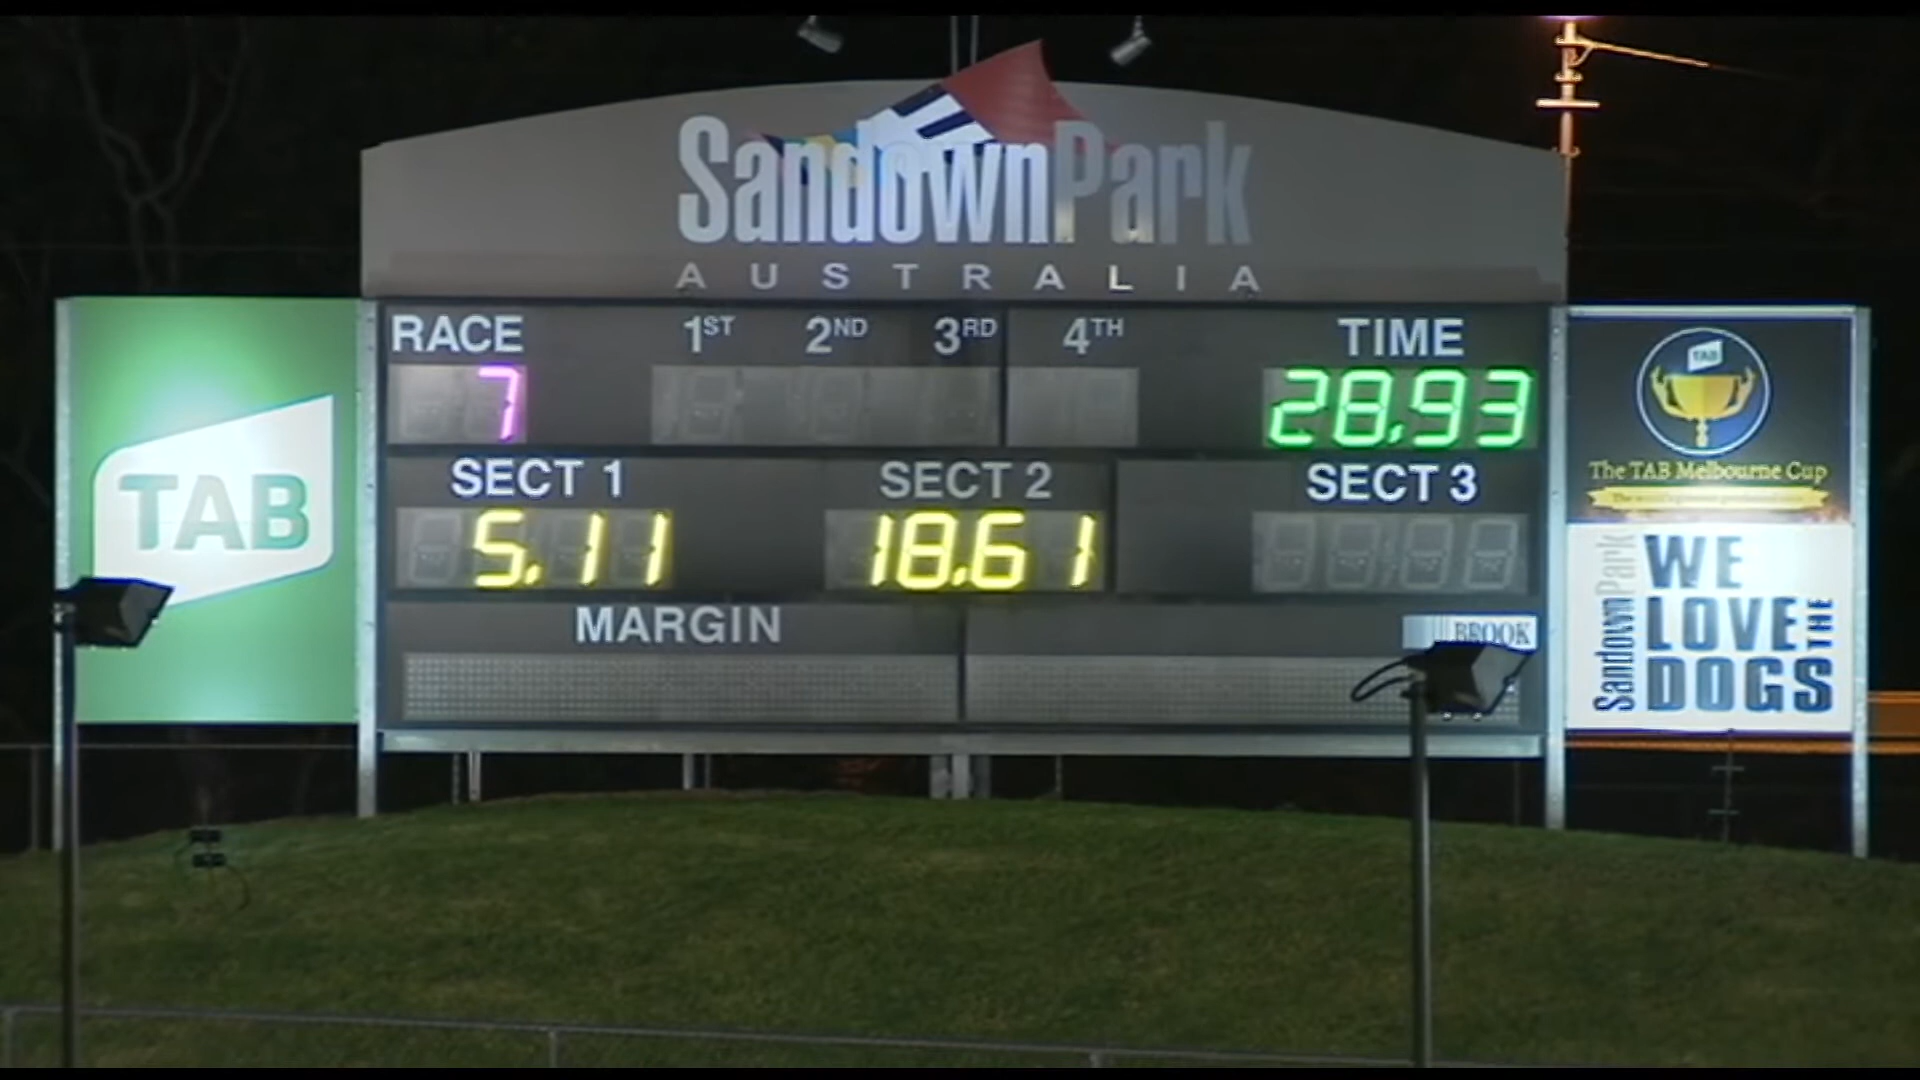 SandownPark
AUSTRALIA
RACE 1ST 2ND 3RD 4TH TIME
7 28.93
SECT 1 SECT 2 SECT 3
5.11 18.61
MARGIN
BROOK
TAB
TAB
The TAB Melbourne Cup
SandownPark
WE
LOVE THE
DOGS